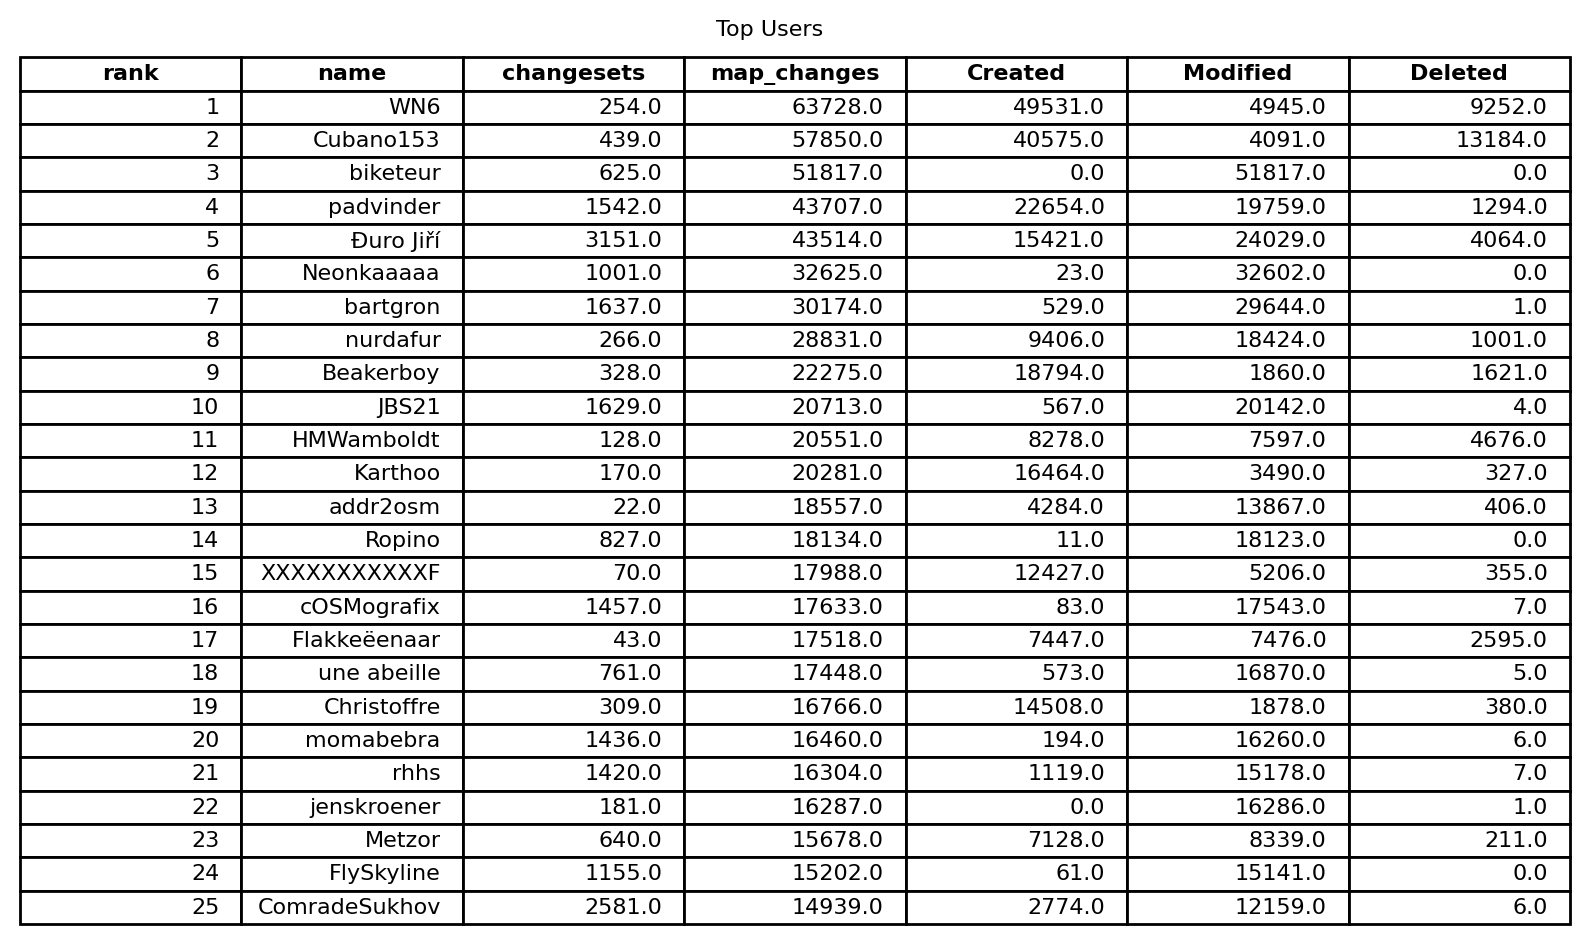 Top Users
rank name changesets map_changes Created Modified Deleted
1 WN6 254.0 63728.0 49531.0 4945.0 9252.0
2 Cubano153 439.0 57850.0 40575.0 4091.0 13184.0
3 biketeur 625.0 51817.0 0.0 51817.0 0.0
4 padvinder 1542.0 43707.0 22654.0 19759.0 1294.0
5 Đuro Jiří 3151.0 43514.0 15421.0 24029.0 4064.0
6 Neonkaaaaa 1001.0 32625.0 23.0 32602.0 0.0
7 bartgron 1637.0 30174.0 529.0 29644.0 1.0
8 nurdafur 266.0 28831.0 9406.0 18424.0 1001.0
9 Beakerboy 328.0 22275.0 18794.0 1860.0 1621.0
10 JBS21 1629.0 20713.0 567.0 20142.0 4.0
11 HMWamboldt 128.0 20551.0 8278.0 7597.0 4676.0
12 Karthoo 170.0 20281.0 16464.0 3490.0 327.0
13 addr2osm 22.0 18557.0 4284.0 13867.0 406.0
14 Ropino 827.0 18134.0 11.0 18123.0 0.0
15 XXXXXXXXXXXF 70.0 17988.0 12427.0 5206.0 355.0
16 cOSMografix 1457.0 17633.0 83.0 17543.0 7.0
17 Flakkeëenaar 43.0 17518.0 7447.0 7476.0 2595.0
18 une abeille 761.0 17448.0 573.0 16870.0 5.0
19 Christoffre 309.0 16766.0 14508.0 1878.0 380.0
20 momabebra 1436.0 16460.0 194.0 16260.0 6.0
21 rhhs 1420.0 16304.0 1119.0 15178.0 7.0
22 jenskroener 181.0 16287.0 0.0 16286.0 1.0
23 Metzor 640.0 15678.0 7128.0 8339.0 211.0
24 FlySkyline 1155.0 15202.0 61.0 15141.0 0.0
25 ComradeSukhov 2581.0 14939.0 2774.0 12159.0 6.0